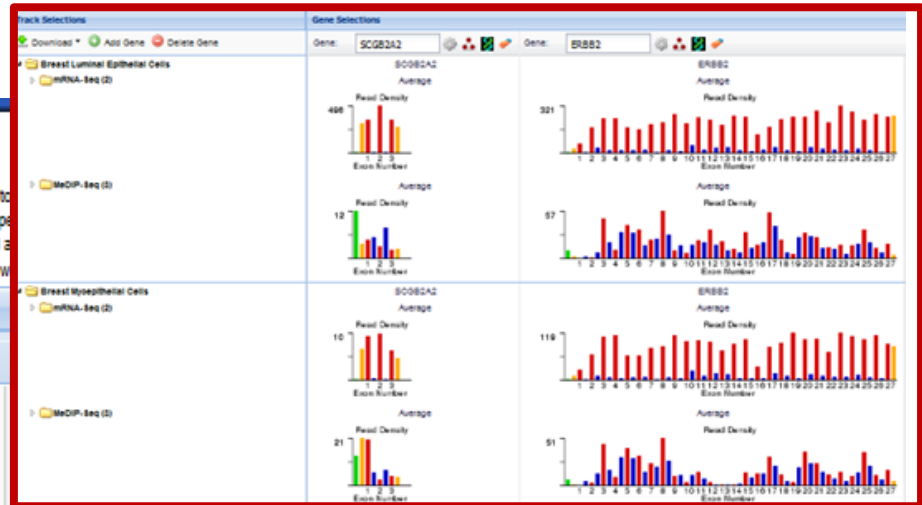 Track Selections
Gene Selections
Download Add Gene Delete Gene
Gene: SCGB2A2 Gene: ERBB2
Breast Luminal Epithelial Cells
SCGB2A2 ERBB2
mRNA-Seq (2)
Average Average
Read Density Read Density
496 321
1 2 3
1 2 3 4 5 6 7 8 9 10 11 12 13 14 15 16 17 18 19 20 21 22 23 24 25 26 27
Exon Number Exon Number
MeDIP-Seq (3)
Average Average
Read Density Read Density
12 57
1 2 3
1 2 3 4 5 6 7 8 9 10 11 12 13 14 15 16 17 18 19 20 21 22 23 24 25 26 27
Exon Number Exon Number
Breast Myoepithelial Cells
SCGB2A2 ERBB2
mRNA-Seq (2)
Average Average
Read Density Read Density
10 119
1 2 3
1 2 3 4 5 6 7 8 9 10 11 12 13 14 15 16 17 18 19 20 21 22 23 24 25 26 27
Exon Number Exon Number
MeDIP-Seq (3)
Average Average
Read Density Read Density
21 51
1 2 3
1 2 3 4 5 6 7 8 9 10 11 12 13 14 15 16 17 18 19 20 21 22 23 24 25 26 27
Exon Number Exon Number